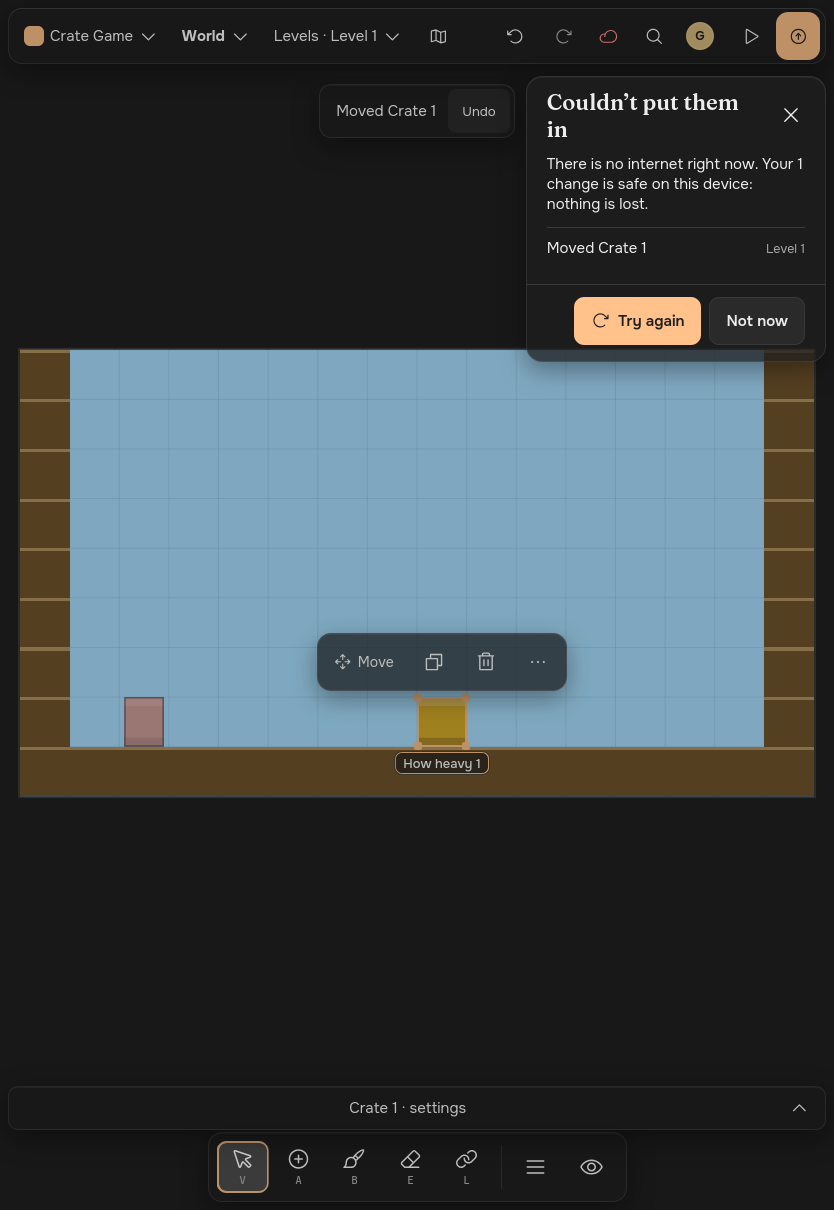 Crate Game
World
Levels · Level 1
G
Moved Crate 1
Undo
Couldn’t put them
in
There is no internet right now. Your 1
change is safe on this device:
nothing is lost.
Moved Crate 1
Level 1
Try again
Not now
Move
How heavy 1
Crate 1 · settings
V
A
B
E
L